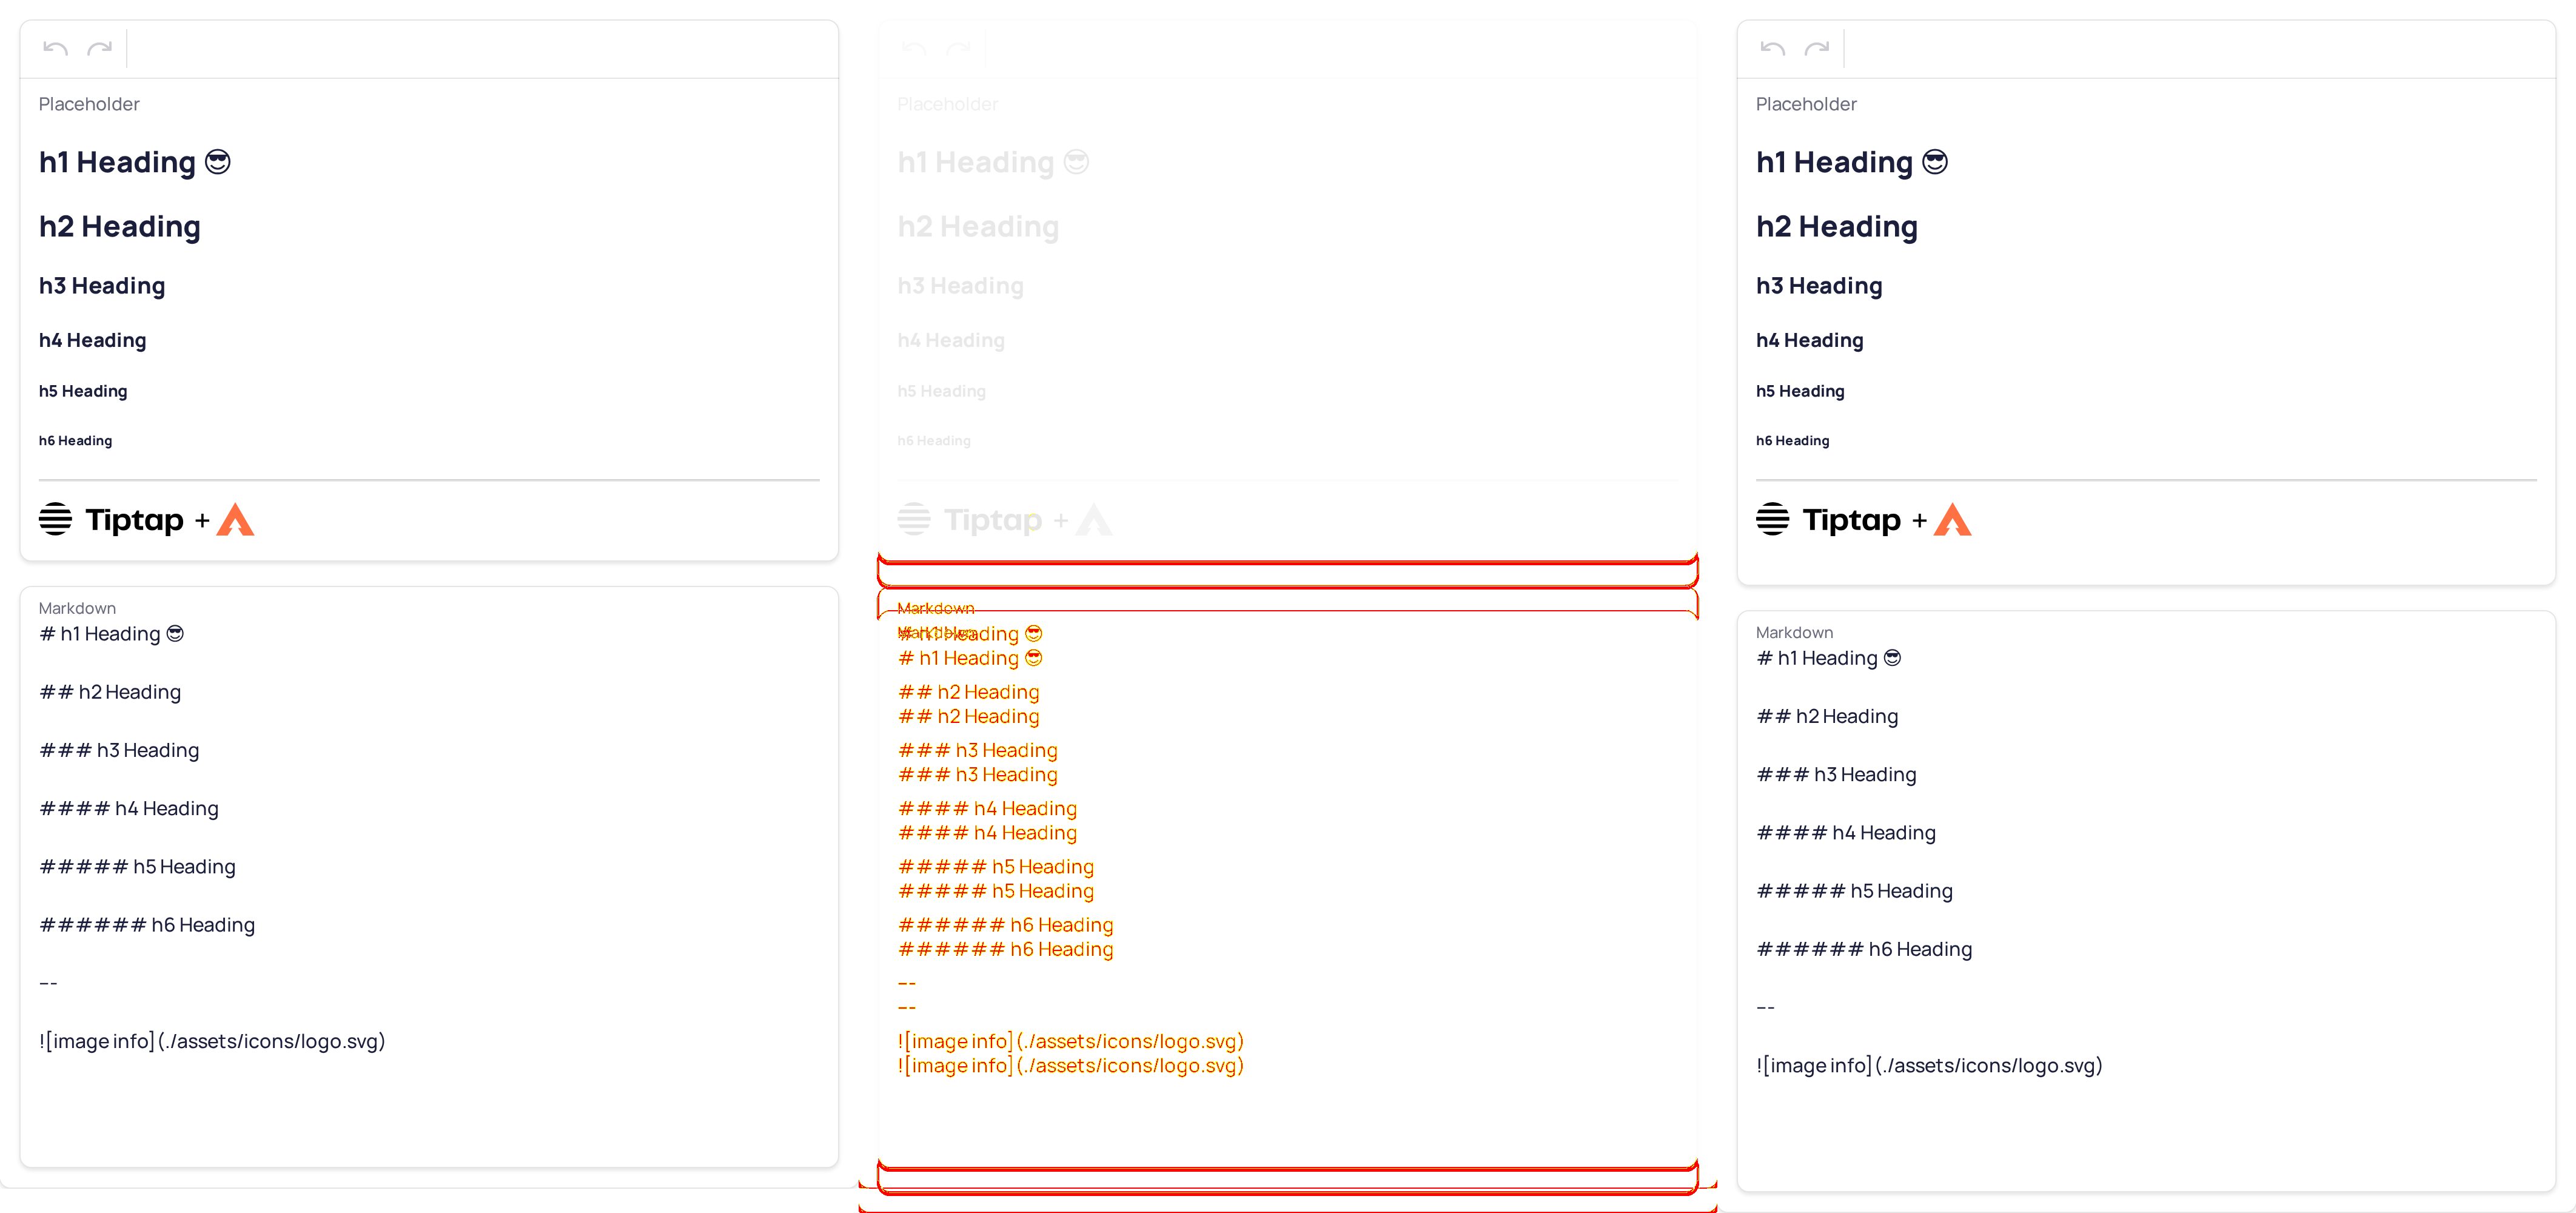 Placeholder
h1 Heading 😎
h2 Heading
h3 Heading
h4 Heading
h5 Heading
h6 Heading
Tiptap +
Markdown
# h1 Heading 😎
## h2 Heading
### h3 Heading
#### h4 Heading
##### h5 Heading
###### h6 Heading
--
![image info](./assets/icons/logo.svg)
Placeholder
h1 Heading 😎
h2 Heading
h3 Heading
h4 Heading
h5 Heading
h6 Heading
Tiptap +
Markdown
Markdown
# h1 Heading 😎
# h1 Heading 😎
## h2 Heading
## h2 Heading
### h3 Heading
### h3 Heading
#### h4 Heading
#### h4 Heading
##### h5 Heading
##### h5 Heading
###### h6 Heading
###### h6 Heading
--
--
![image info](./assets/icons/logo.svg)
![image info](./assets/icons/logo.svg)
Placeholder
h1 Heading 😎
h2 Heading
h3 Heading
h4 Heading
h5 Heading
h6 Heading
Tiptap +
Markdown
# h1 Heading 😎
## h2 Heading
### h3 Heading
#### h4 Heading
##### h5 Heading
###### h6 Heading
--
![image info](./assets/icons/logo.svg)